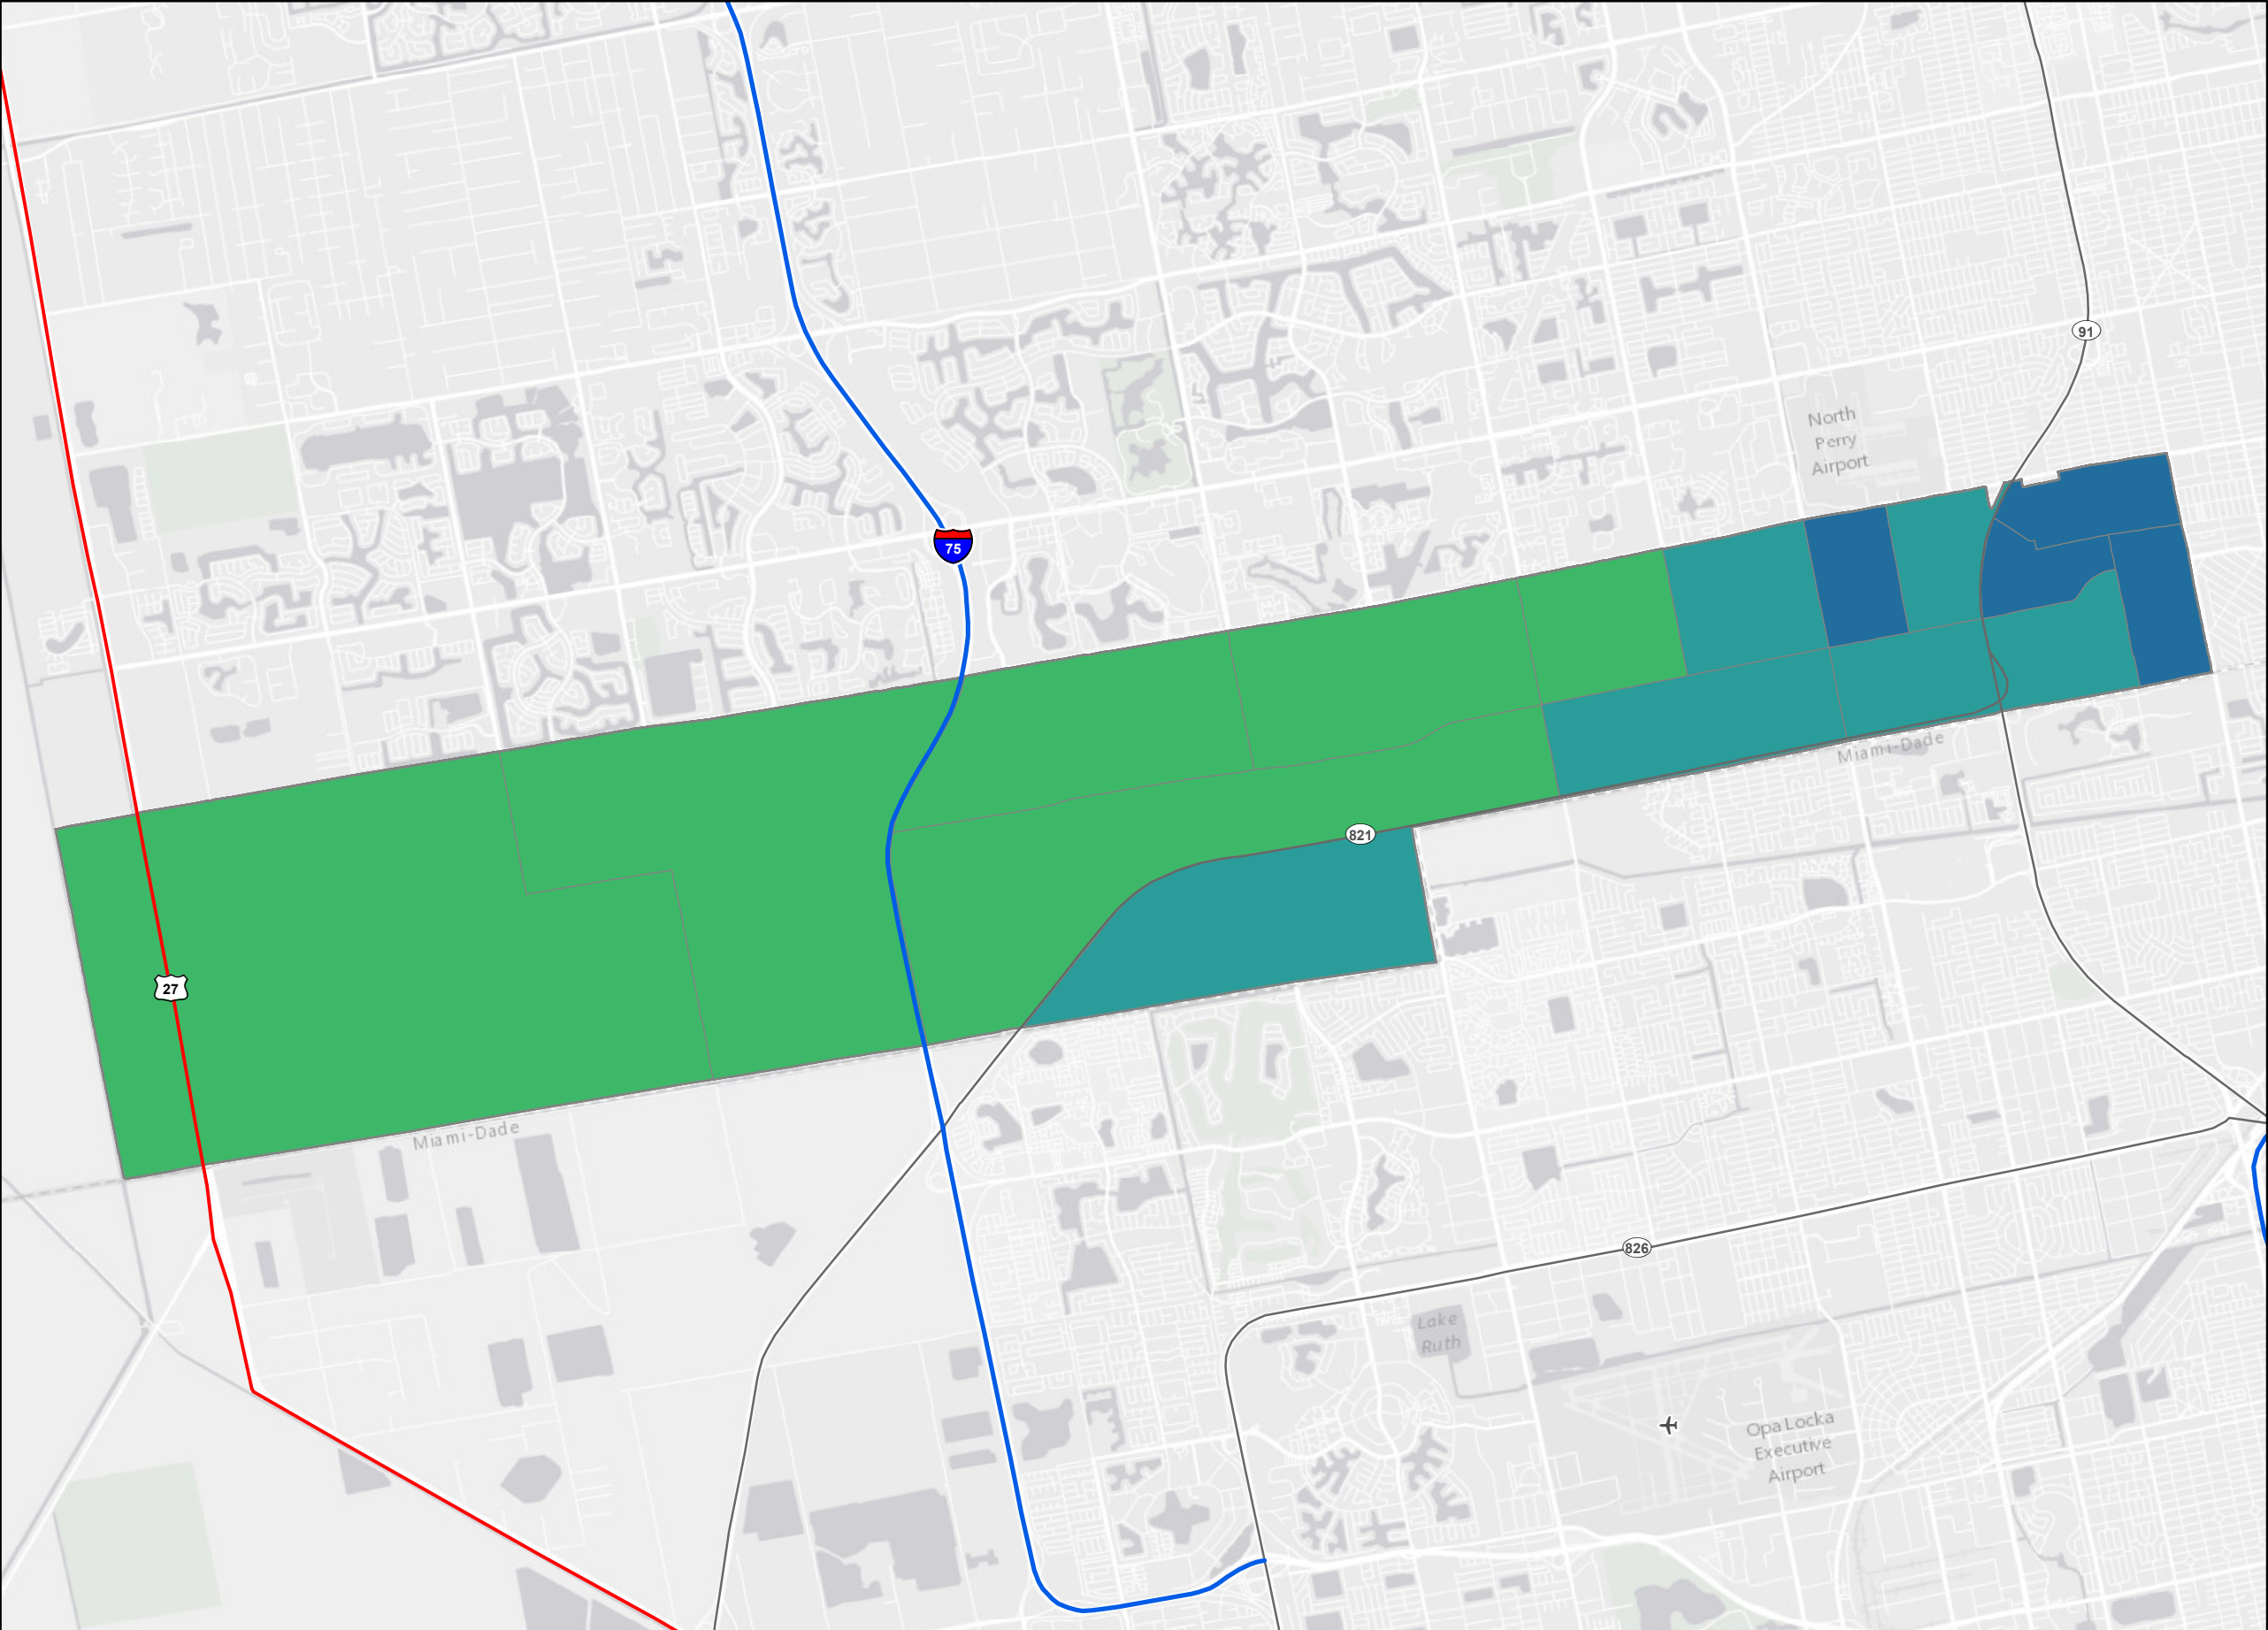 91
North
Perry
Airport
75
Miami-Dade
821
27
Miami-Dade
826
Lake
Ruth
Opa Locka
Executive
Airport